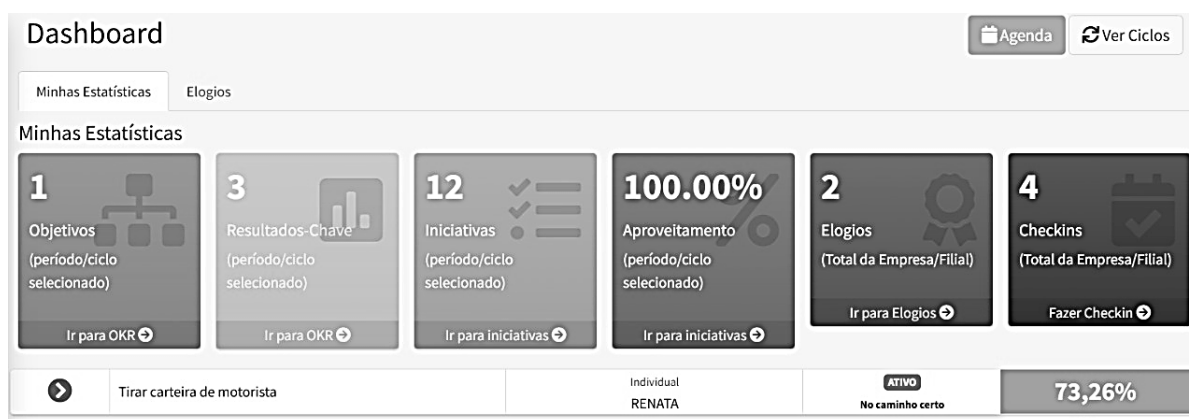 Dashboard
Agenda
Ver Ciclos
Minhas Estatísticas
Elogios
Minhas Estatísticas
1
Objetivos
(período/ciclo
selecionado)
Ir para OKR
3
Resultados-Chave
(período/ciclo
selecionado)
Ir para OKR
12
Iniciativas
(período/ciclo
selecionado)
Ir para iniciativas
100.00%
Aproveitamento
(período/ciclo
selecionado)
Ir para iniciativas
2
Elogios
(Total da Empresa/Filial)
Ir para Elogios
4
Checkins
(Total da Empresa/Filial)
Fazer Checkin
Tirar carteira de motorista
Individual
RENATA
ATIVO
No caminho certo
73,26%